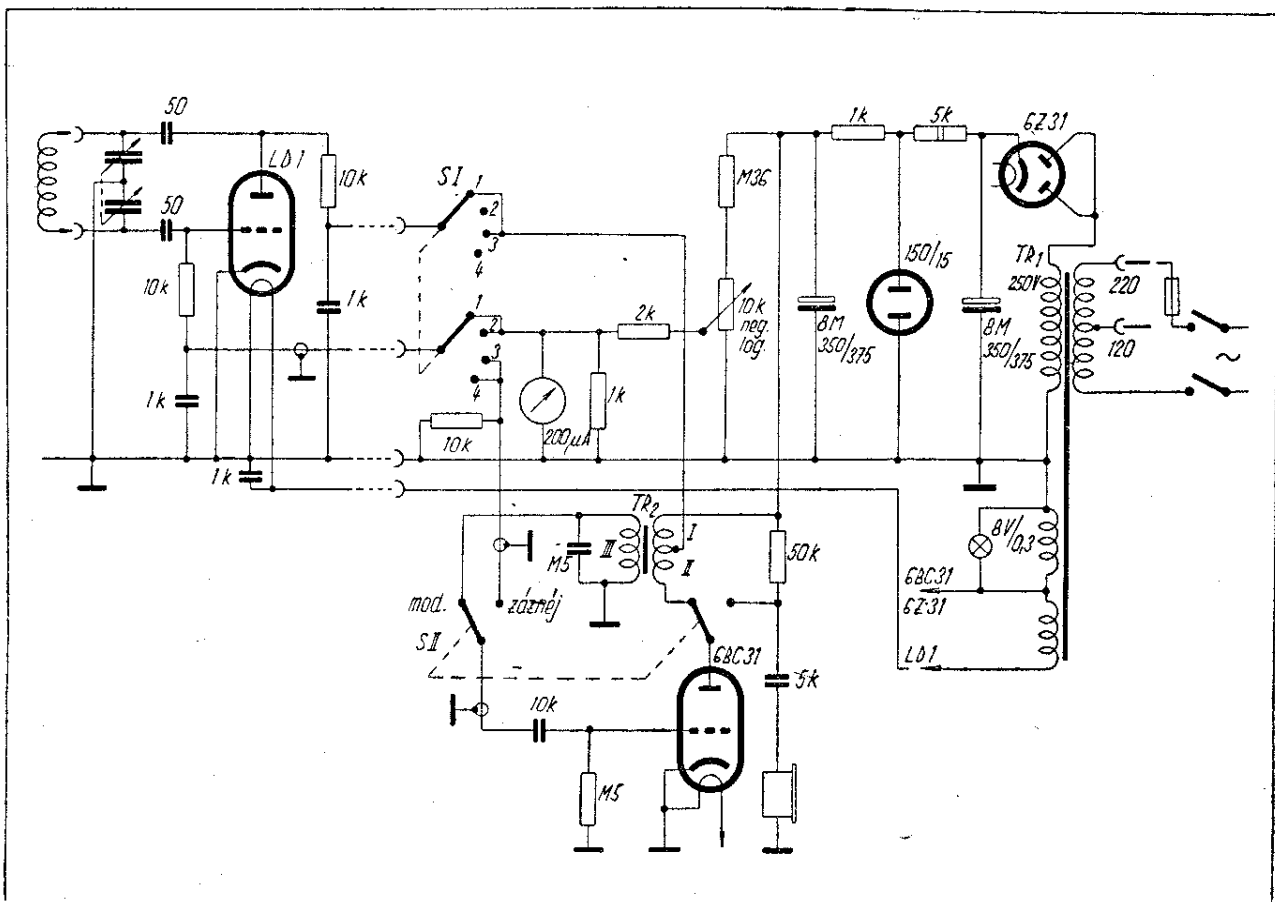 50
LD1
10k
50
10k
1k
1k
1k
SI
1
2
3
4
1
2
3
4
10k
200µA
1k
2k
M36
10k
neg.
log.
8M
350/375
1k
150/15
5k
8M
350/375
6Z31
TR1
250V
220
120
~
8V/0,3
6BC31
6Z31
LD1
TR2
III
I
II
M5
50k
mod.
zázněj
SII
6BC31
10k
M5
5k